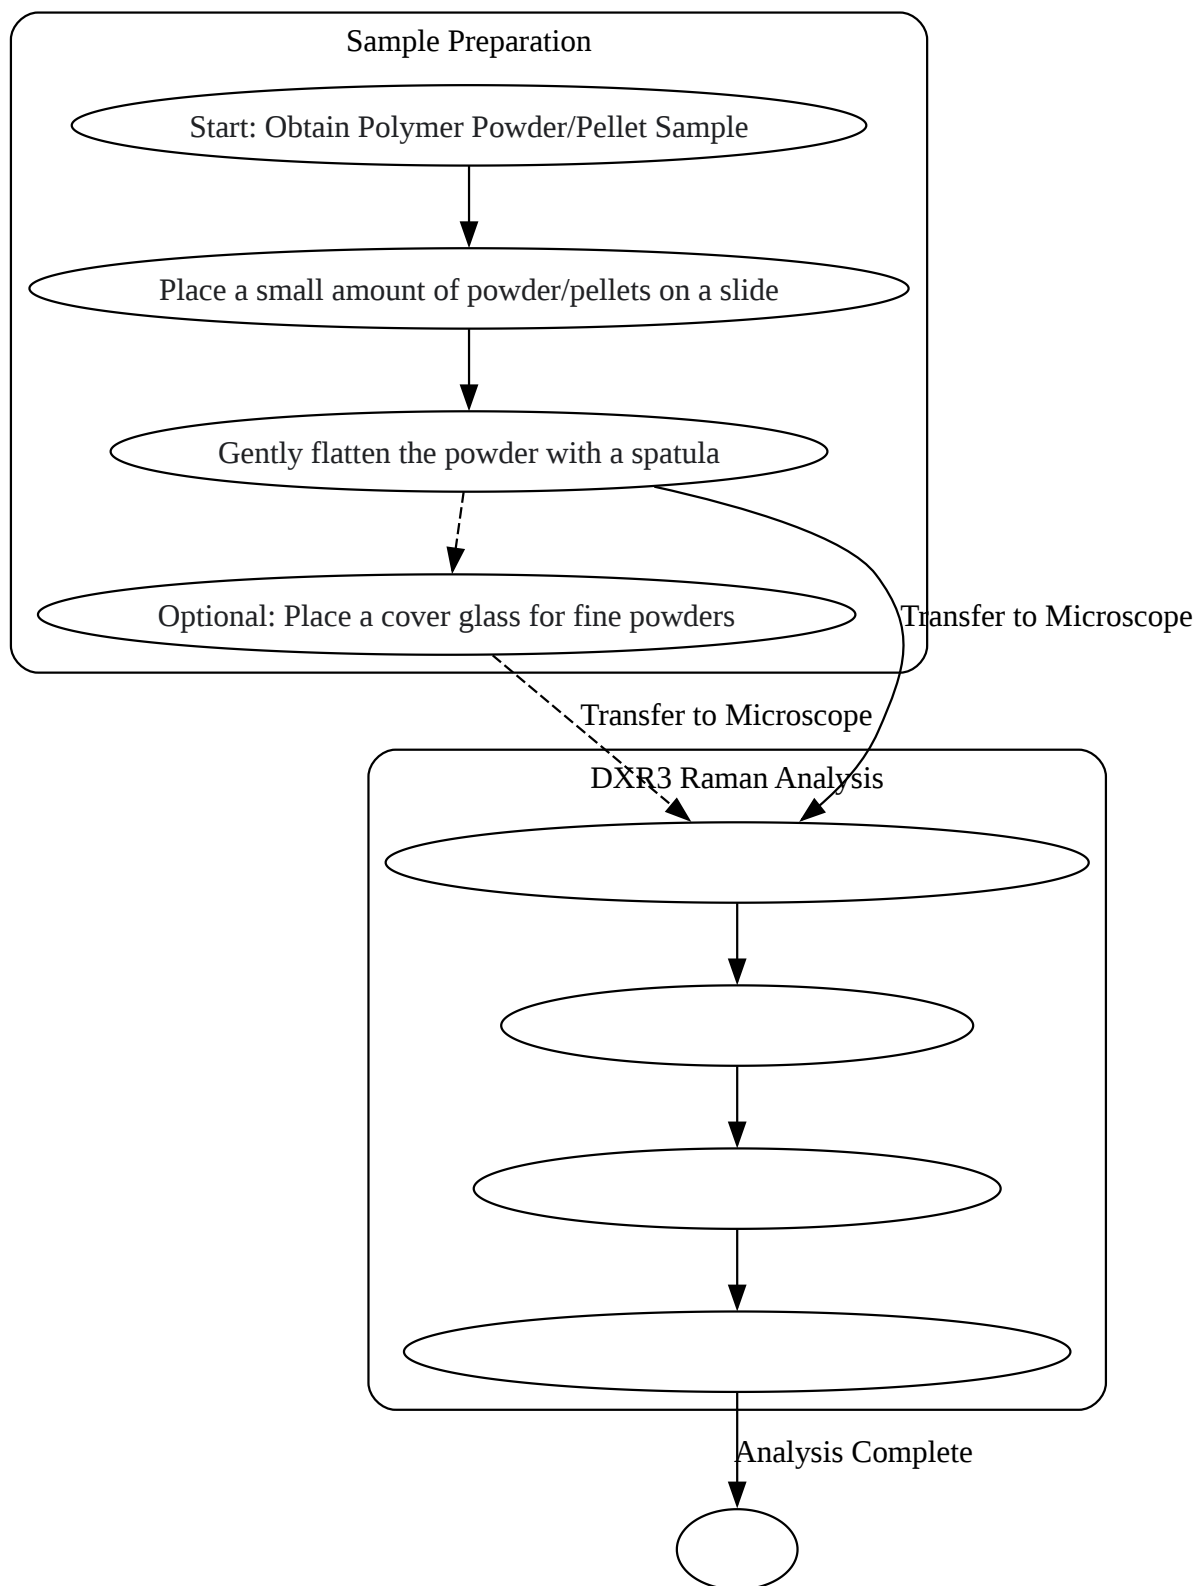 Sample Preparation
Start: Obtain Polymer Powder/Pellet Sample
Place a small amount of powder/pellets on a slide
Gently flatten the powder with a spatula
Optional: Place a cover glass for fine powders
Transfer to Microscope
Transfer to Microscope
DXR3 Raman Analysis
Analysis Complete